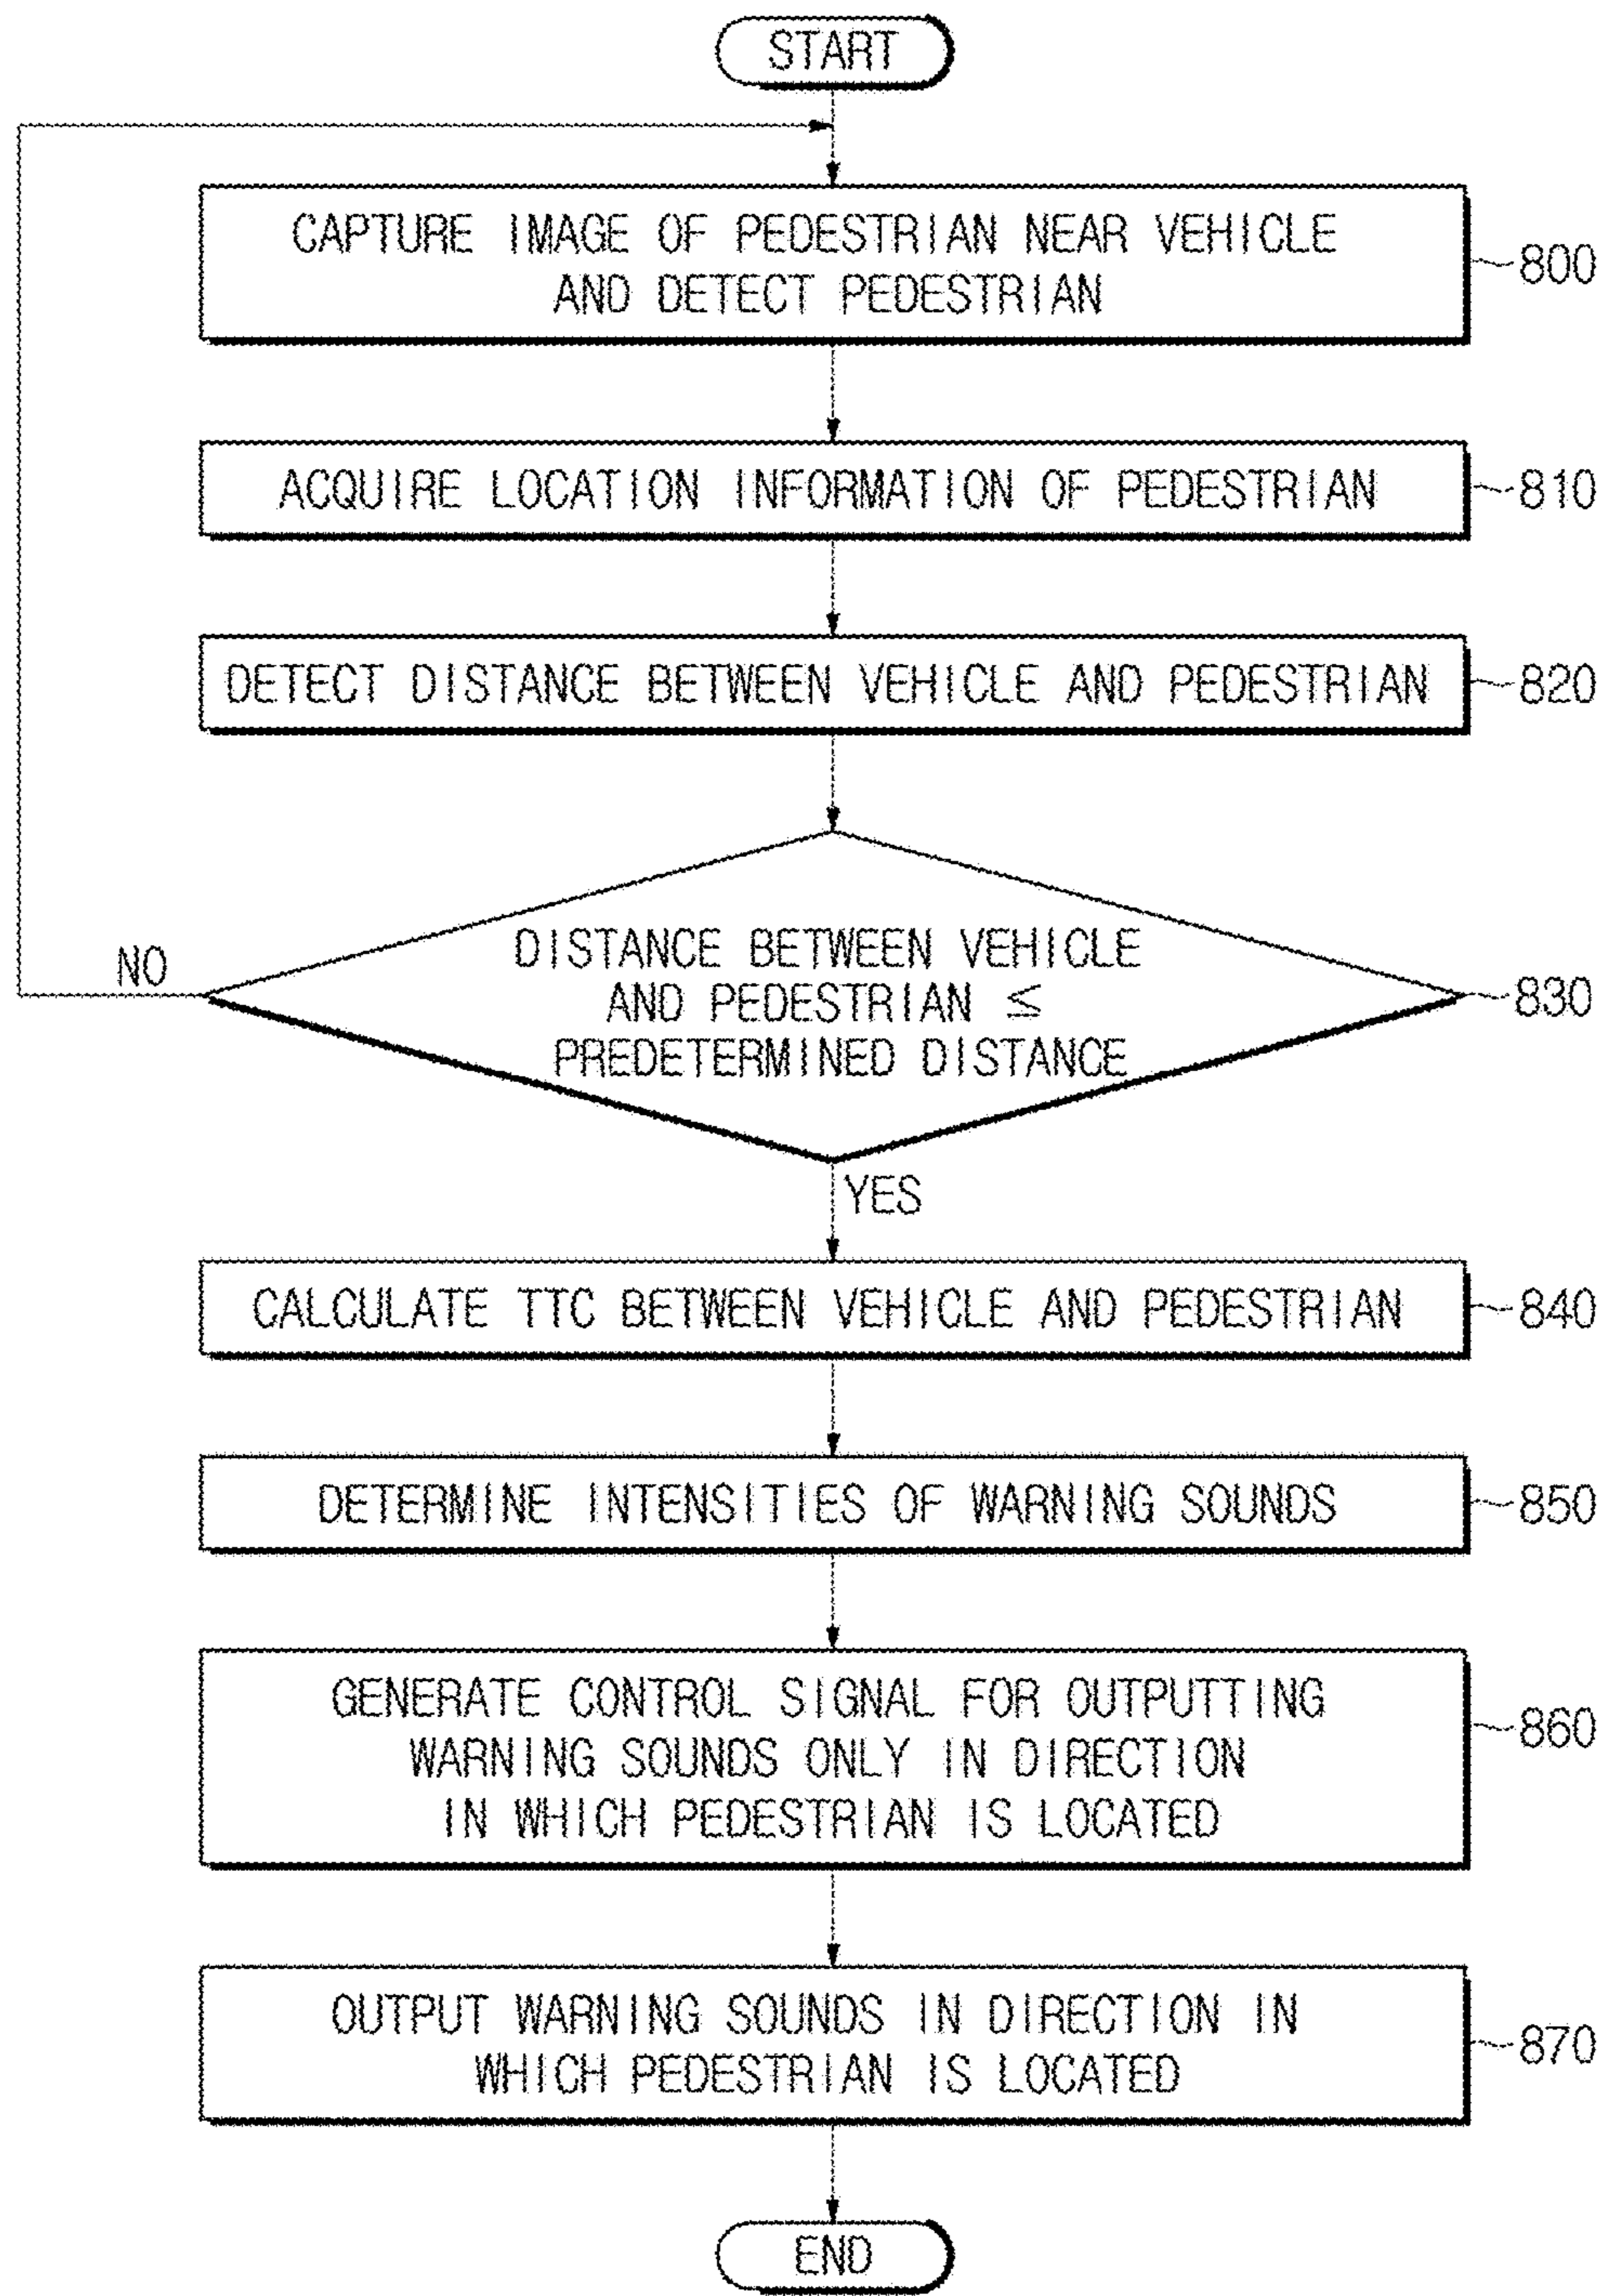 START
CAPTURE IMAGE OF PEDESTRIAN NEAR VEHICLE
AND DETECT PEDESTRIAN
800
ACQUIRE LOCATION INFORMATION OF PEDESTRIAN
810
DETECT DISTANCE BETWEEN VEHICLE AND PEDESTRIAN
820
DISTANCE BETWEEN VEHICLE
AND PEDESTRIAN ≦
PREDETERMINED DISTANCE
830
NO
YES
CALCULATE TTC BETWEEN VEHICLE AND PEDESTRIAN
840
DETERMINE INTENSITIES OF WARNING SOUNDS
850
GENERATE CONTROL SIGNAL FOR OUTPUTTING
WARNING SOUNDS ONLY IN DIRECTION
IN WHICH PEDESTRIAN IS LOCATED
860
OUTPUT WARNING SOUNDS IN DIRECTION IN
WHICH PEDESTRIAN IS LOCATED
870
END